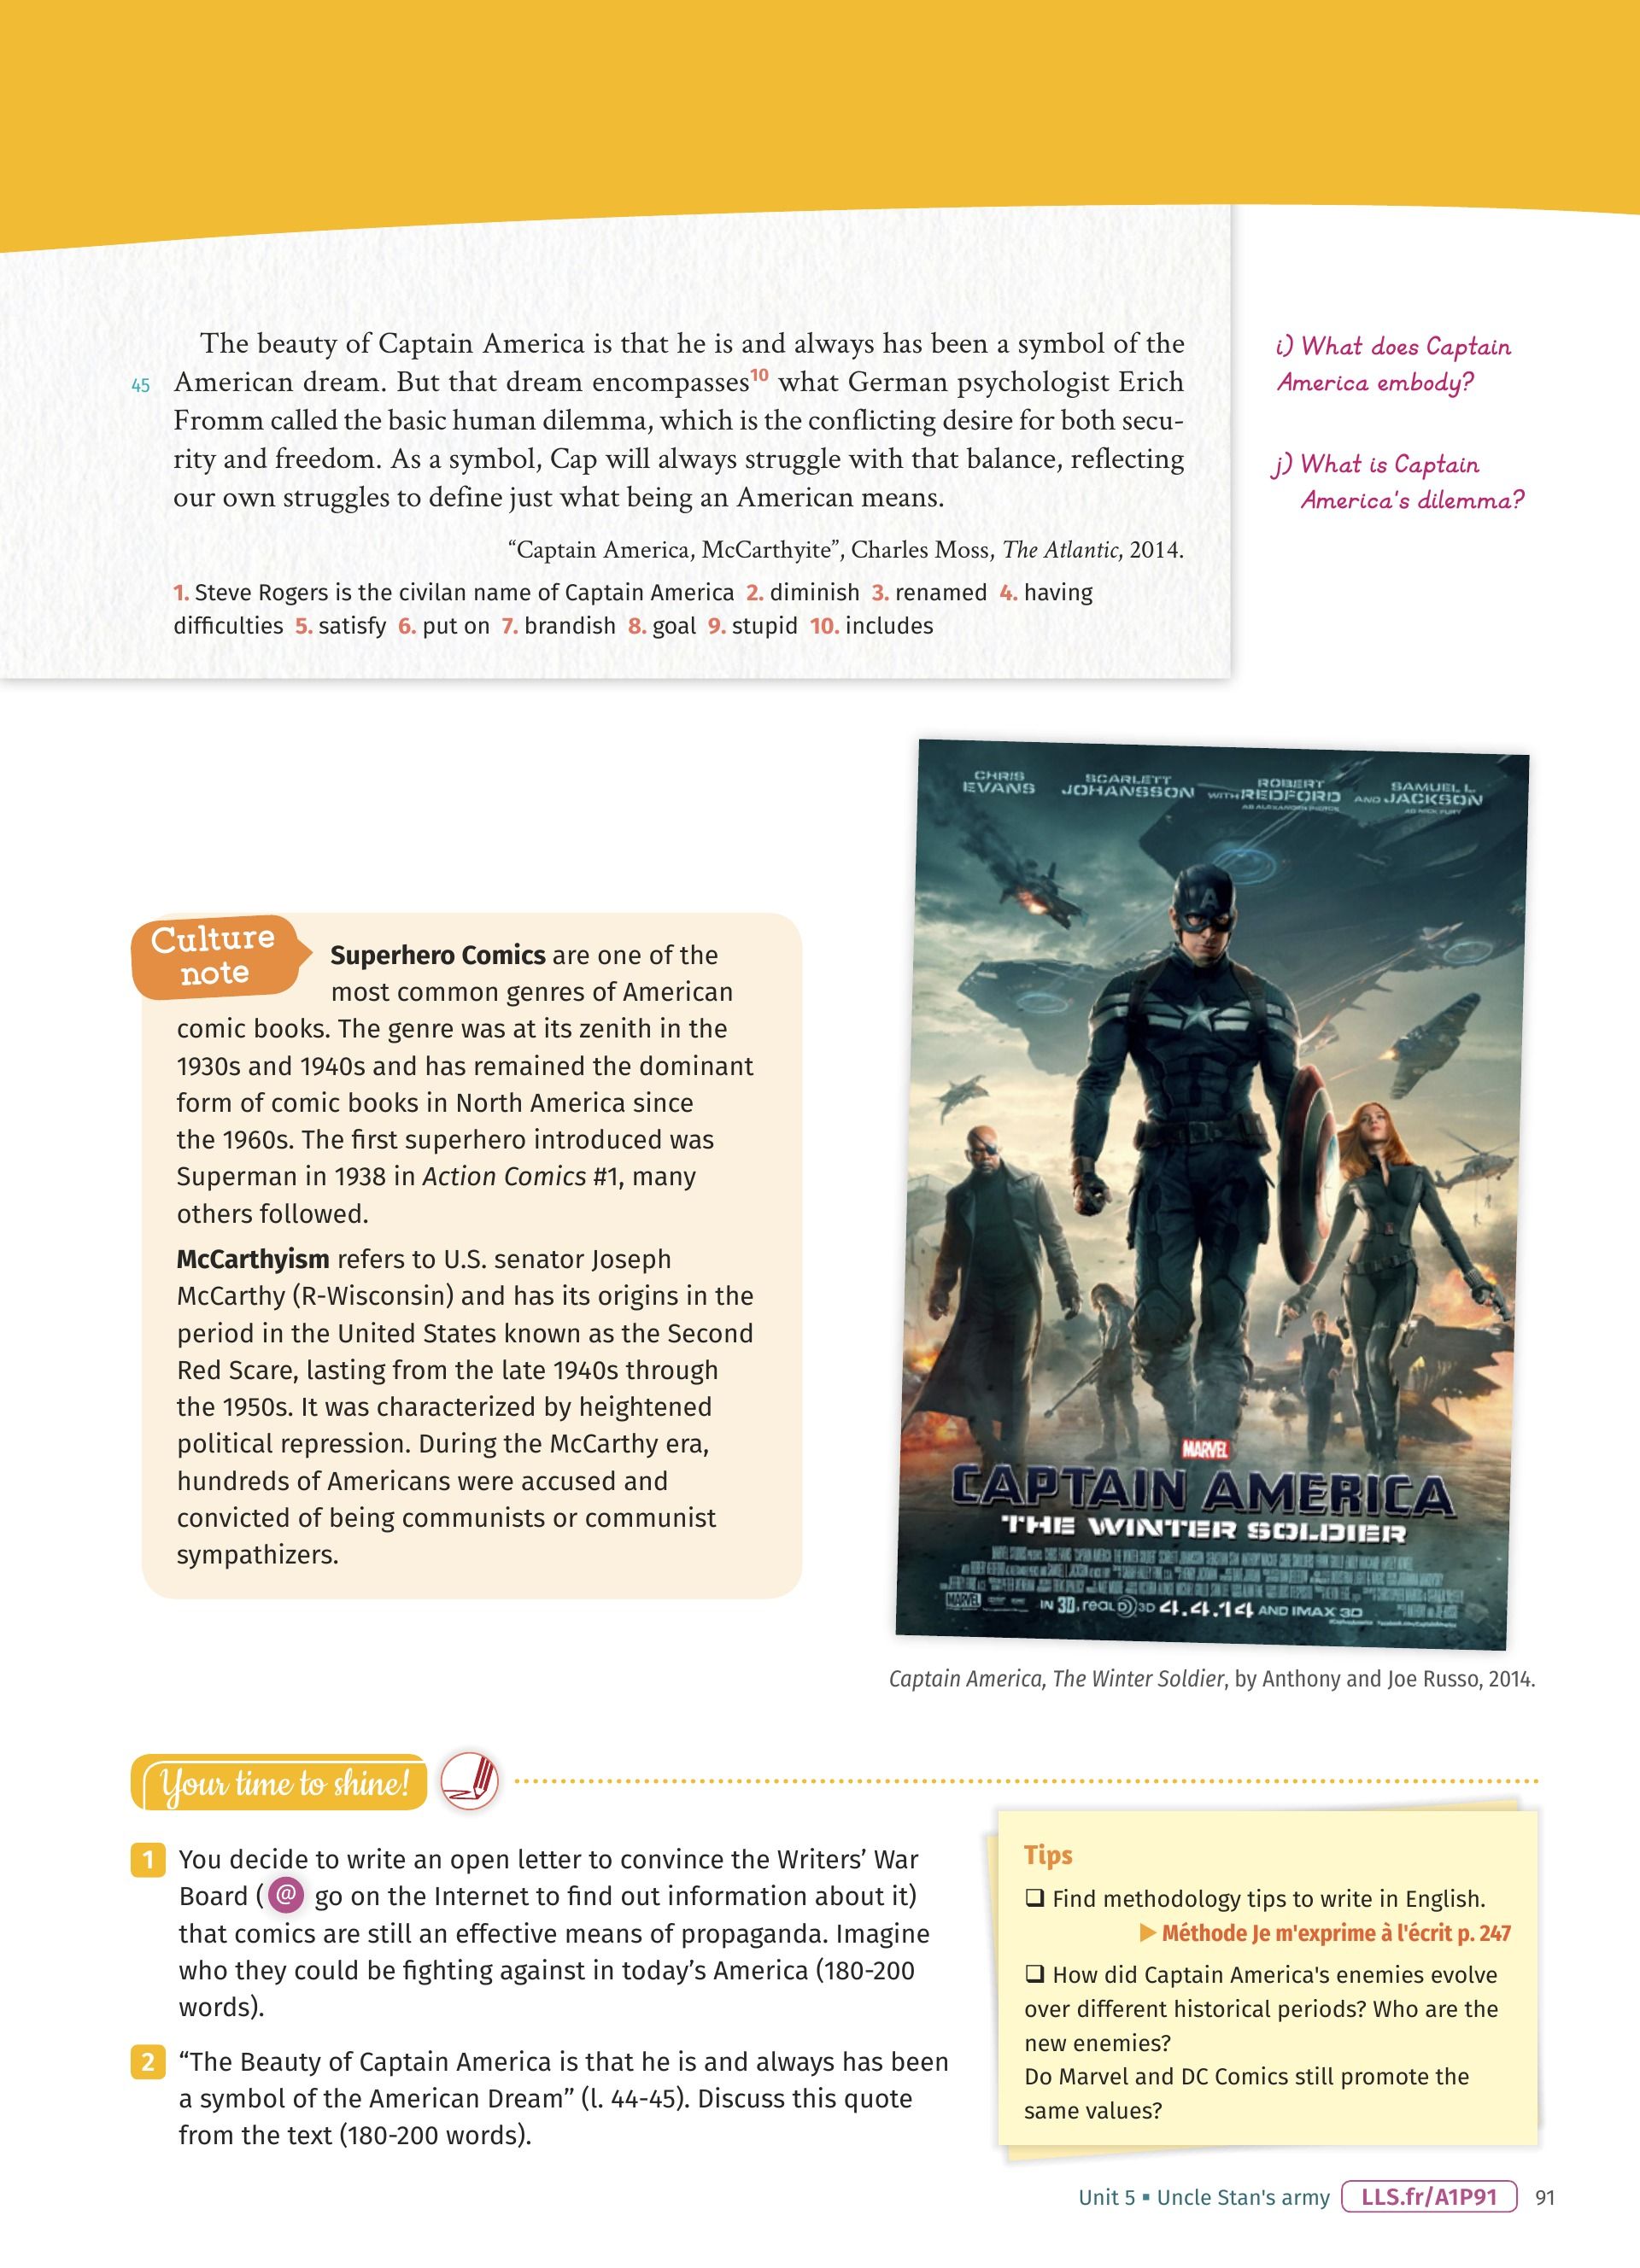 The beauty of Captain America is that he is and always has been a symbol of the
45 American dream. But that dream encompasses10 what German psychologist Erich
Fromm called the basic human dilemma, which is the conflicting desire for both secu-
rity and freedom. As a symbol, Cap will always struggle with that balance, reflecting
our own struggles to define just what being an American means.
“Captain America, McCarthyite”, Charles Moss, The Atlantic, 2014.
1. Steve Rogers is the civilan name of Captain America 2. diminish 3. renamed 4. having
difficulties 5. satisfy 6. put on 7. brandish 8. goal 9. stupid 10. includes
i) What does Captain
America embody?
j) What is Captain
America's dilemma?
Culture
note
Superhero Comics are one of the
most common genres of American
comic books. The genre was at its zenith in the
1930s and 1940s and has remained the dominant
form of comic books in North America since
the 1960s. The first superhero introduced was
Superman in 1938 in Action Comics #1, many
others followed.
McCarthyism refers to U.S. senator Joseph
McCarthy (R-Wisconsin) and has its origins in the
period in the United States known as the Second
Red Scare, lasting from the late 1940s through
the 1950s. It was characterized by heightened
political repression. During the McCarthy era,
hundreds of Americans were accused and
convicted of being communists or communist
sympathizers.
CHRIS EVANS SCARLETT JOHANSSON WITH ROBERT REDFORD AND SAMUEL L. JACKSON
A
MARVEL
CAPTAIN AMERICA
THE WINTER SOLDIER
MARVEL IN 3D, REAL D 3D 4.4.14 AND IMAX 3D
Captain America, The Winter Soldier, by Anthony and Joe Russo, 2014.
Your time to shine!
1 You decide to write an open letter to convince the Writers’ War
Board (@ go on the Internet to find out information about it)
that comics are still an effective means of propaganda. Imagine
who they could be fighting against in today’s America (180-200
words).
2 “The Beauty of Captain America is that he is and always has been
a symbol of the American Dream” (l. 44-45). Discuss this quote
from the text (180-200 words).
Tips
❑ Find methodology tips to write in English.
▶ Méthode Je m'exprime à l'écrit p. 247
❑ How did Captain America's enemies evolve
over different historical periods? Who are the
new enemies?
Do Marvel and DC Comics still promote the
same values?
Unit 5 ▪ Uncle Stan's army LLS.fr/A1P91 91